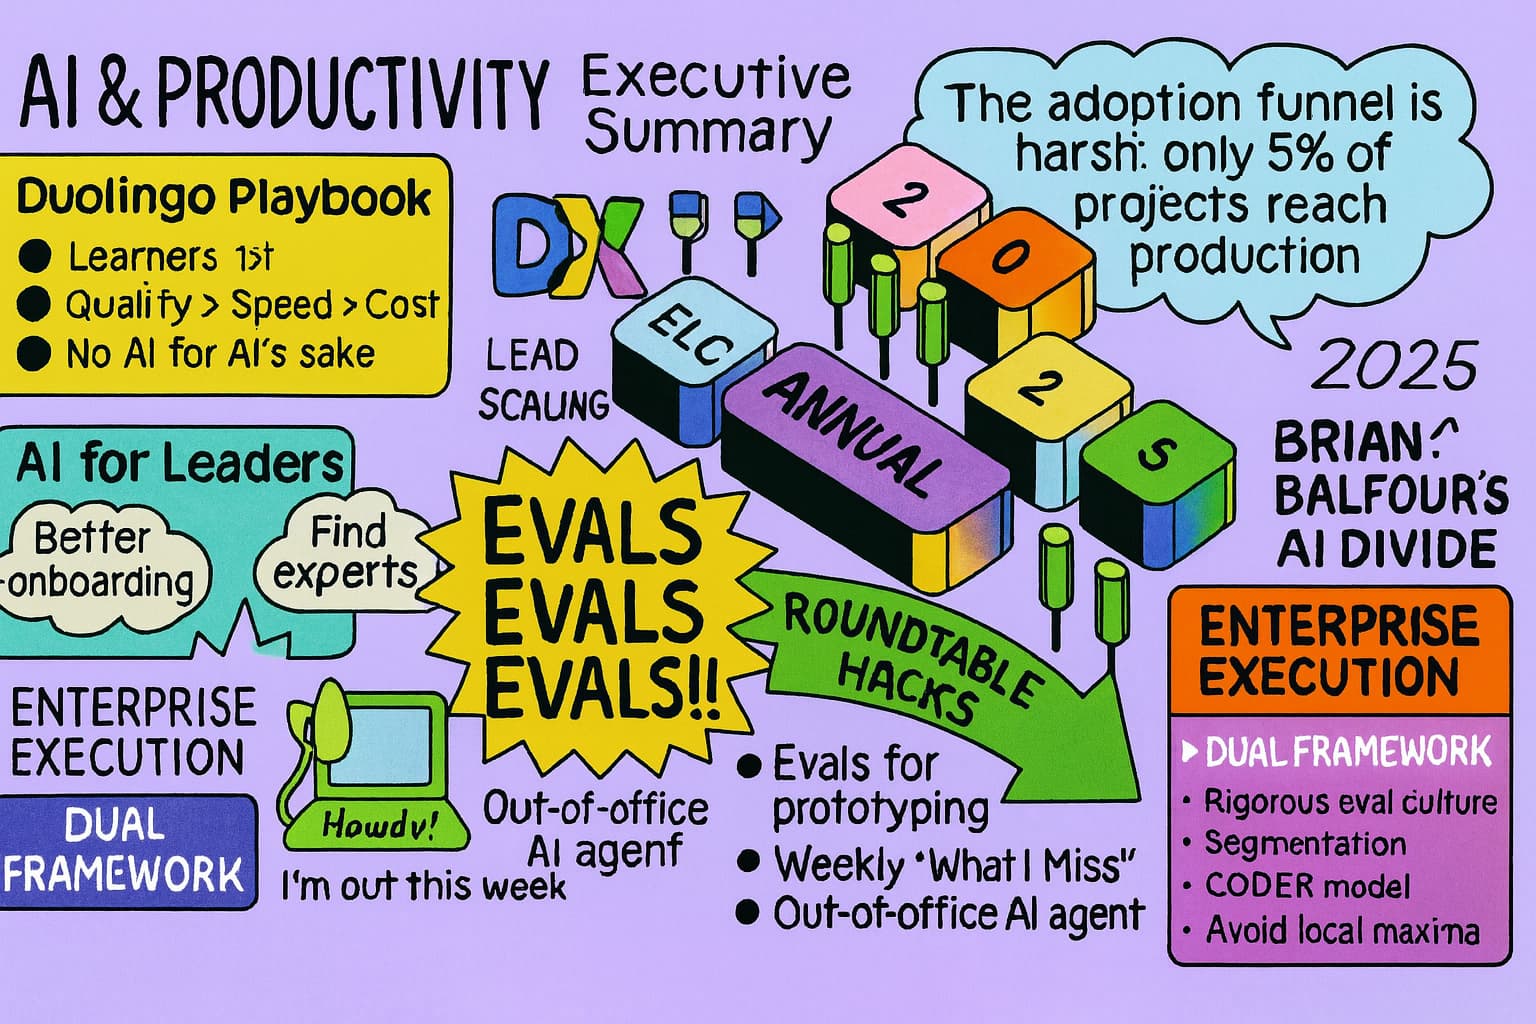 AI & PRODUCTIVITY
Executive
Summary
The adoption funnel is
harsh: only 5% of
projects reach
production
Duolingo Playbook
● Learners 1st
● Quality > Speed > Cost
● No AI for AI's sake
DX
LEAD
SCAUNG
ELC
ANNUAL
2
0
2
5
2025
BRIAN^
BALFOUR'S
AI DIVIDE
AI for Leaders
Better
-onboarding
Find
experts
EVALS
EVALS
EVALS!!
ROUNDTABLE
HACKS
ENTERPRISE
EXECUTION
DUAL
FRAMEWORK
Howdy!
I'm out this week
Out-of-office
AI agent
● Evals for
prototyping
● Weekly "What I Miss"
● Out-of-office AI agent
ENTERPRISE
EXECUTION
▸ DUAL FRAMEWORK
• Rigorous eval culture
• Segmentation
• CODER model
• Avoid local maxima